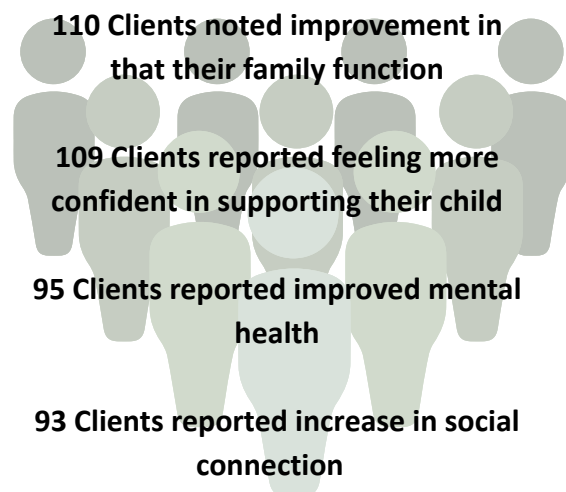 110 Clients noted improvement in
that their family function
109 Clients reported feeling more
confident in supporting their child
95 Clients reported improved mental
health
93 Clients reported increase in social
connection